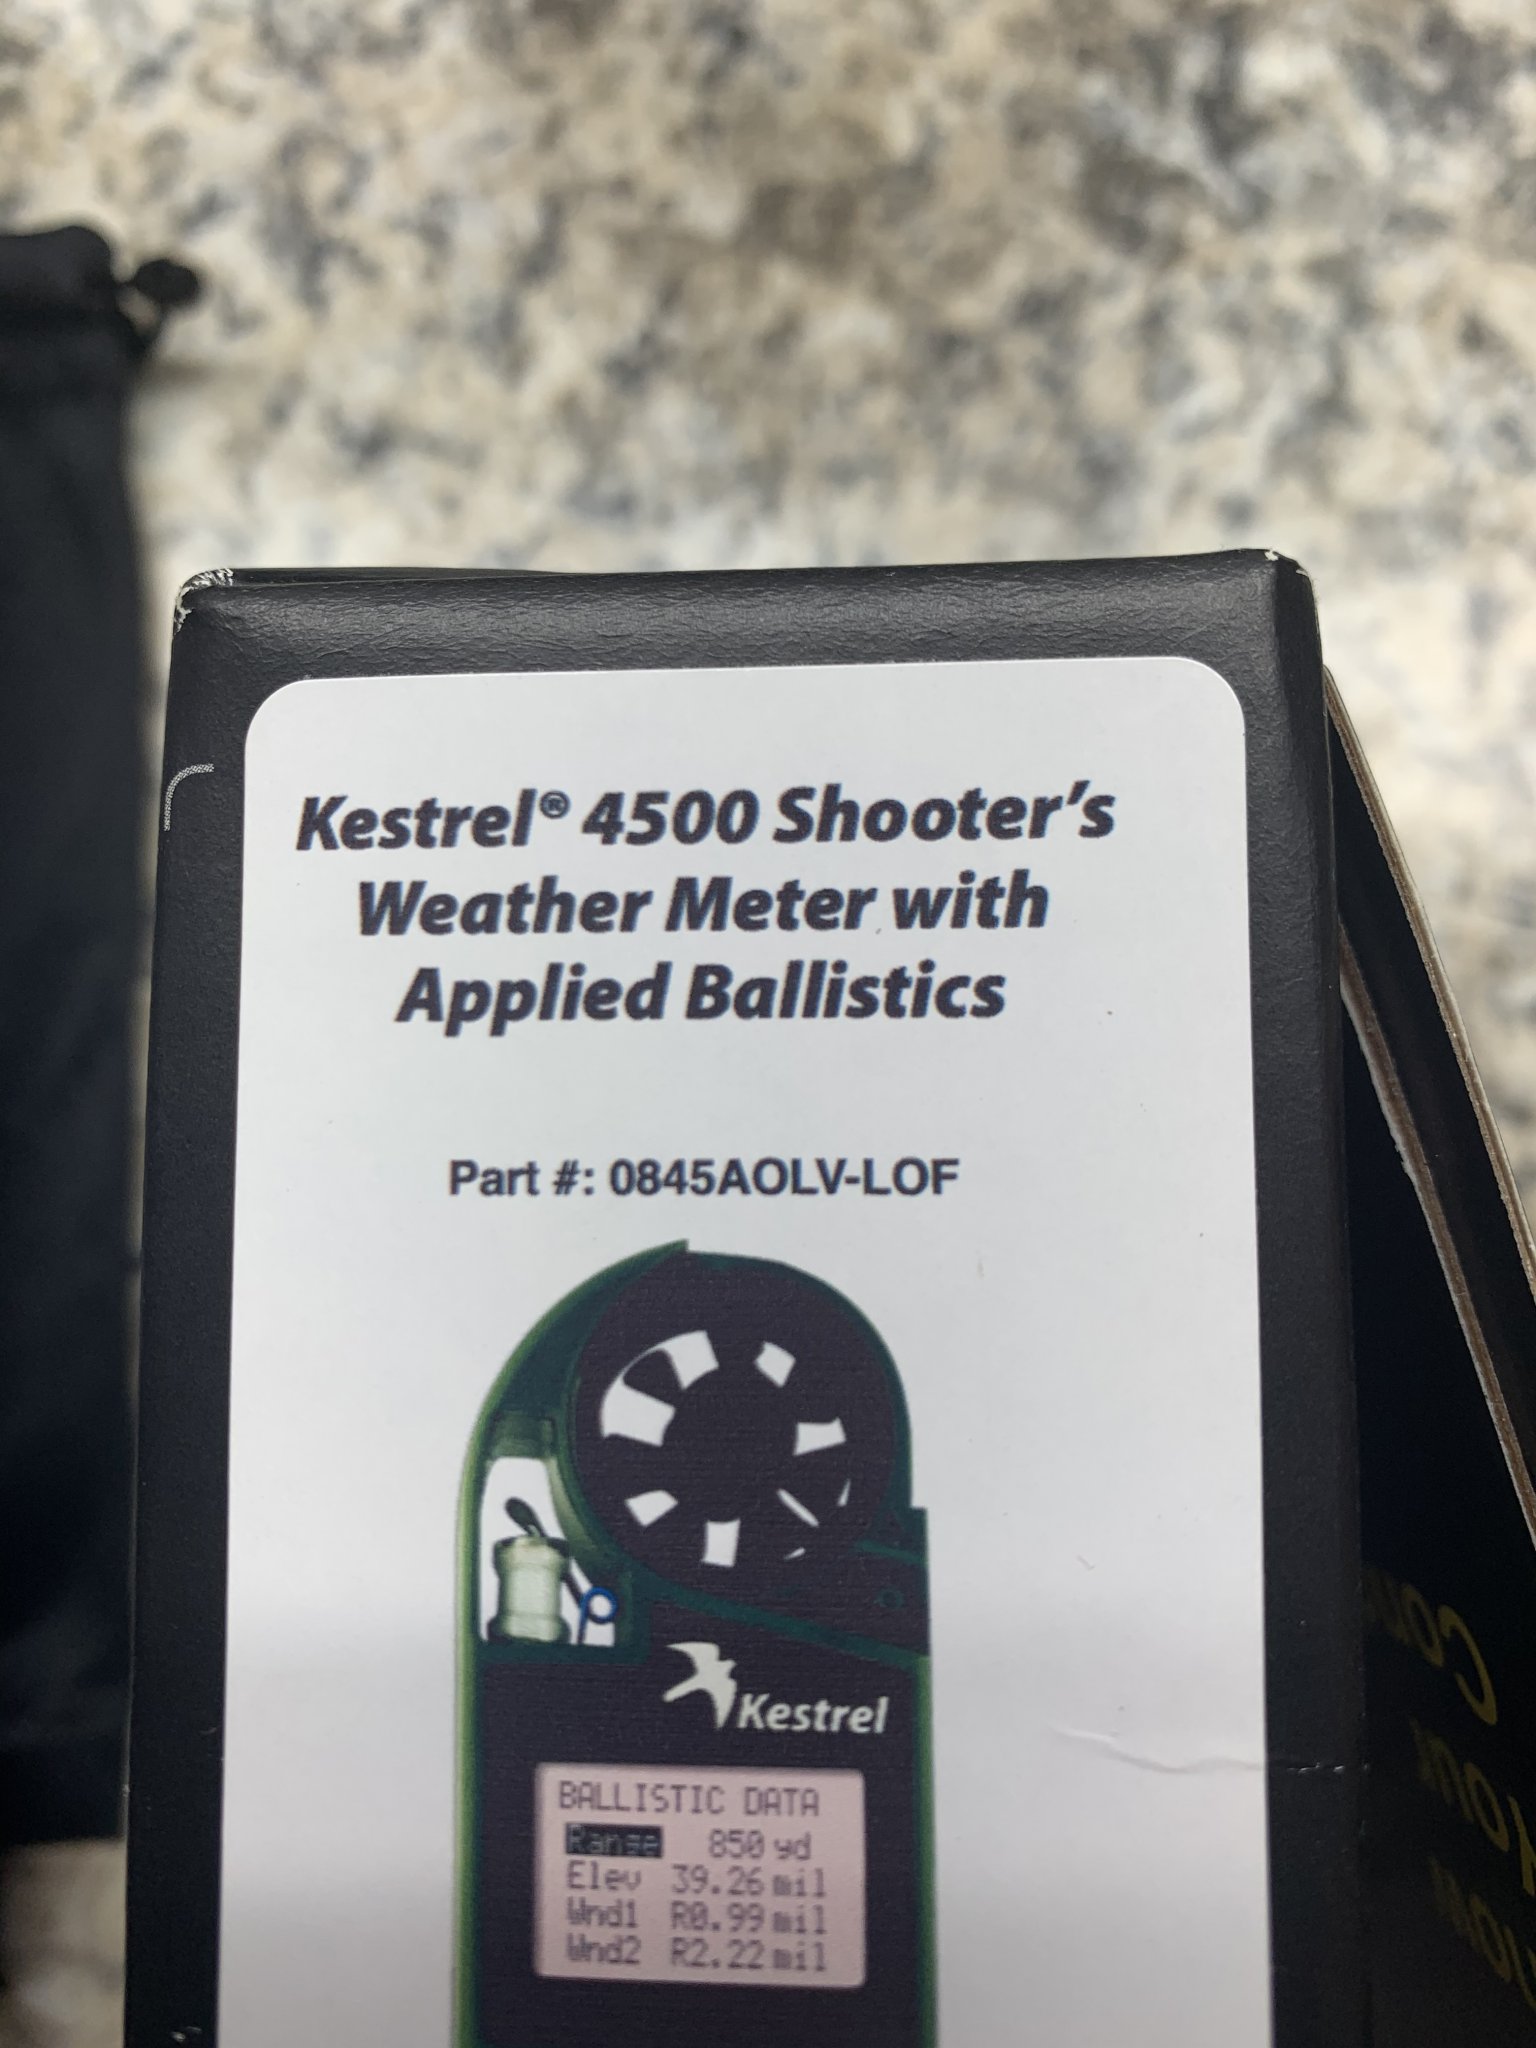 Kestrel® 4500 Shooter's
Weather Meter with
Applied Ballistics
Part #: 0845AOLV-LOF
Kestrel
BALLISTIC DATA
Range 850 yd
Elev 39.26 mil
Wnd1 R0.99 mil
Wnd2 R2.22 mil